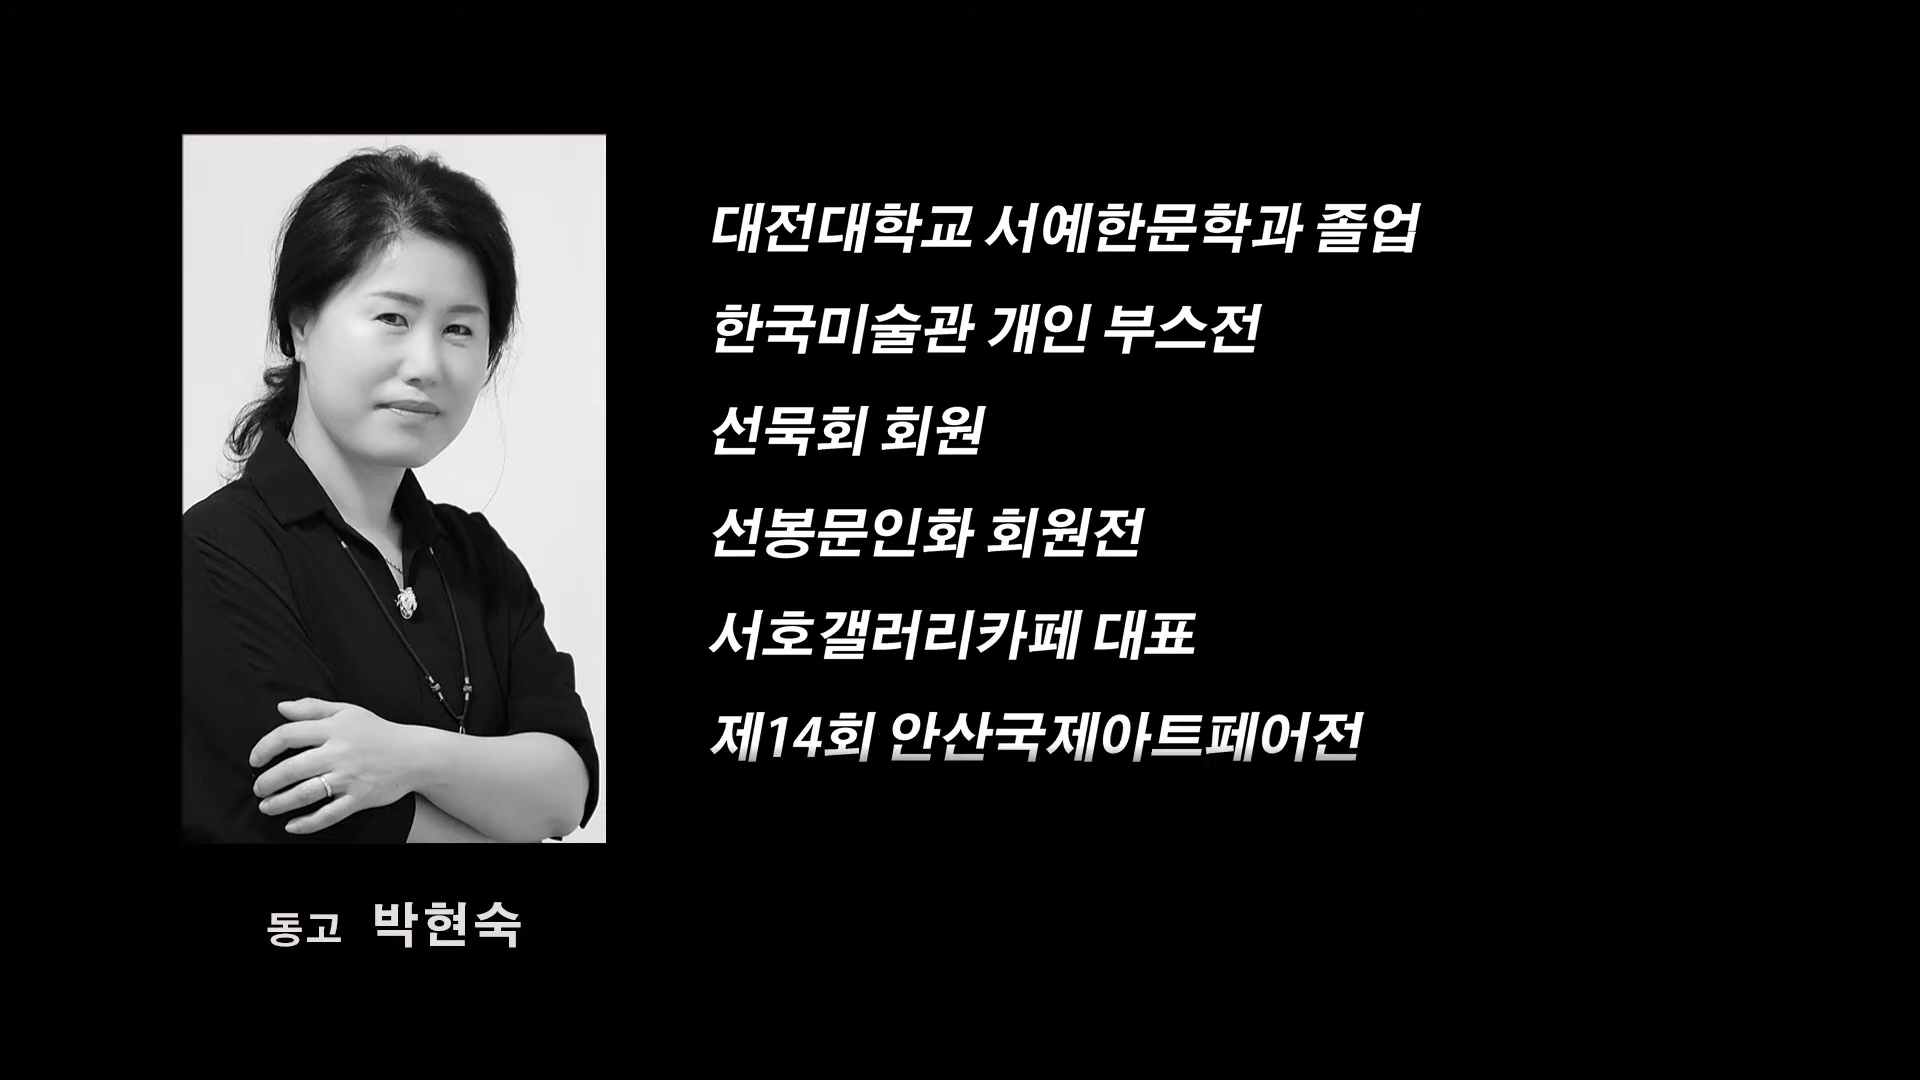 대전대학교 서예한문학과 졸업
한국미술관 개인 부스전
선묵회 회원
선봉문인화 회원전
서호갤러리카페 대표
제14회 안산국제아트페어전
동고 박현숙